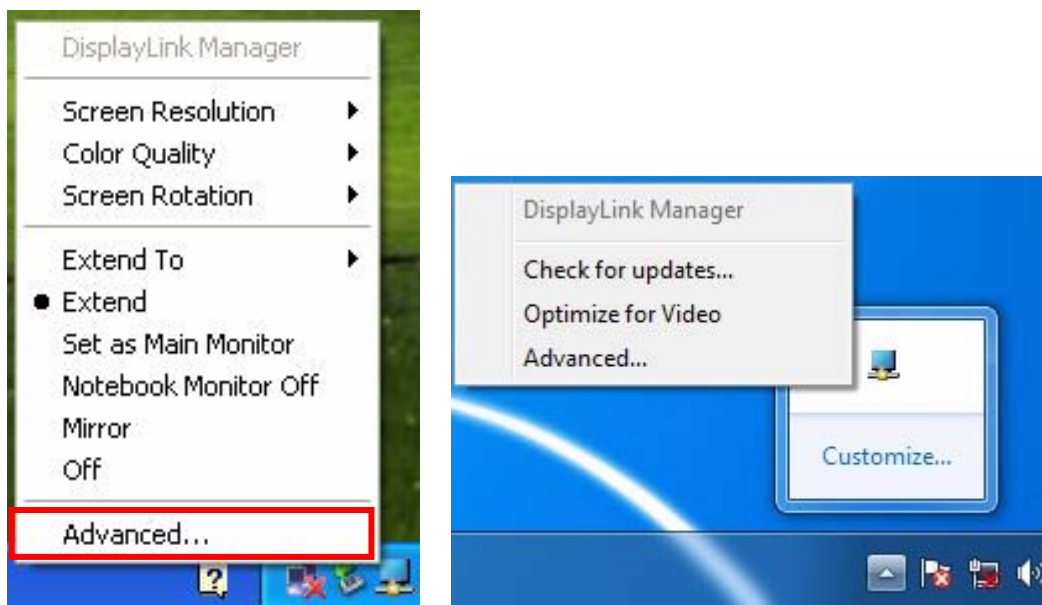 DisplayLink Manager
Screen Resolution
Color Quality
Screen Rotation
Extend To
Extend
Set as Main Monitor
Notebook Monitor Off
Mirror
Off
Advanced...
?
DisplayLink Manager
Check for updates...
Optimize for Video
Advanced...
Customize...